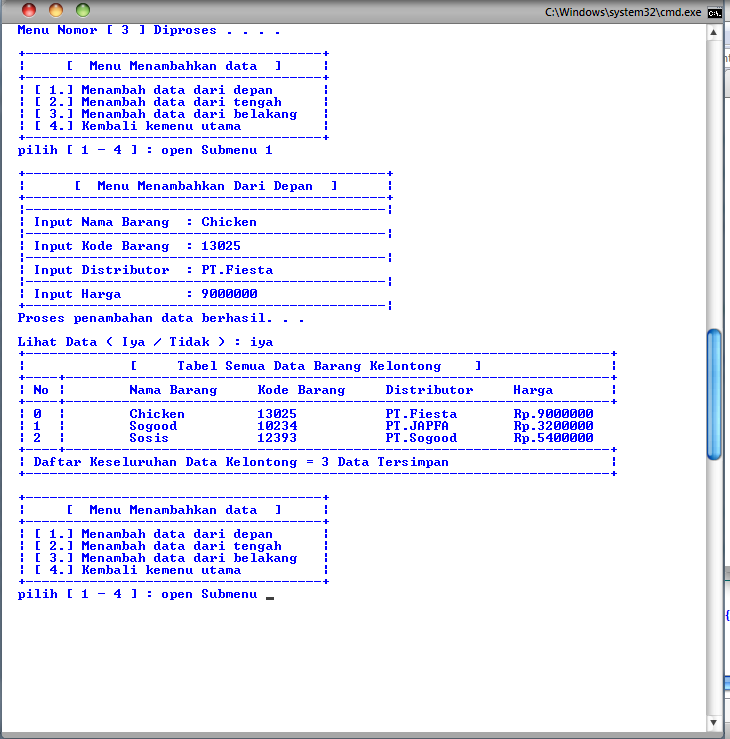 C:\Windows\system32\cmd.exe
Menu Nomor [ 3 ] Diproses . . . .
[ Menu Menambahkan data ]
[ 1.] Menambah data dari depan
[ 2.] Menambah data dari tengah
[ 3.] Menambah data dari belakang
[ 4.] Kembali kemenu utama
pilih [ 1 - 4 ] : open Submenu 1
[ Menu Menambahkan Dari Depan ]
Input Nama Barang : Chicken
Input Kode Barang : 13025
Input Distributor : PT.Fiesta
Input Harga : 9000000
Proses penambahan data berhasil. . .
Lihat Data ( Iya / Tidak ) : iya
[ Tabel Semua Data Barang Kelontong ]
No Nama Barang Kode Barang Distributor Harga
0 Chicken 13025 PT.Fiesta Rp.9000000
1 Sogood 10234 PT.JAPFA Rp.3200000
2 Sosis 12393 PT.Sogood Rp.5400000
Daftar Keseluruhan Data Kelontong = 3 Data Tersimpan
[ Menu Menambahkan data ]
[ 1.] Menambah data dari depan
[ 2.] Menambah data dari tengah
[ 3.] Menambah data dari belakang
[ 4.] Kembali kemenu utama
pilih [ 1 - 4 ] : open Submenu _